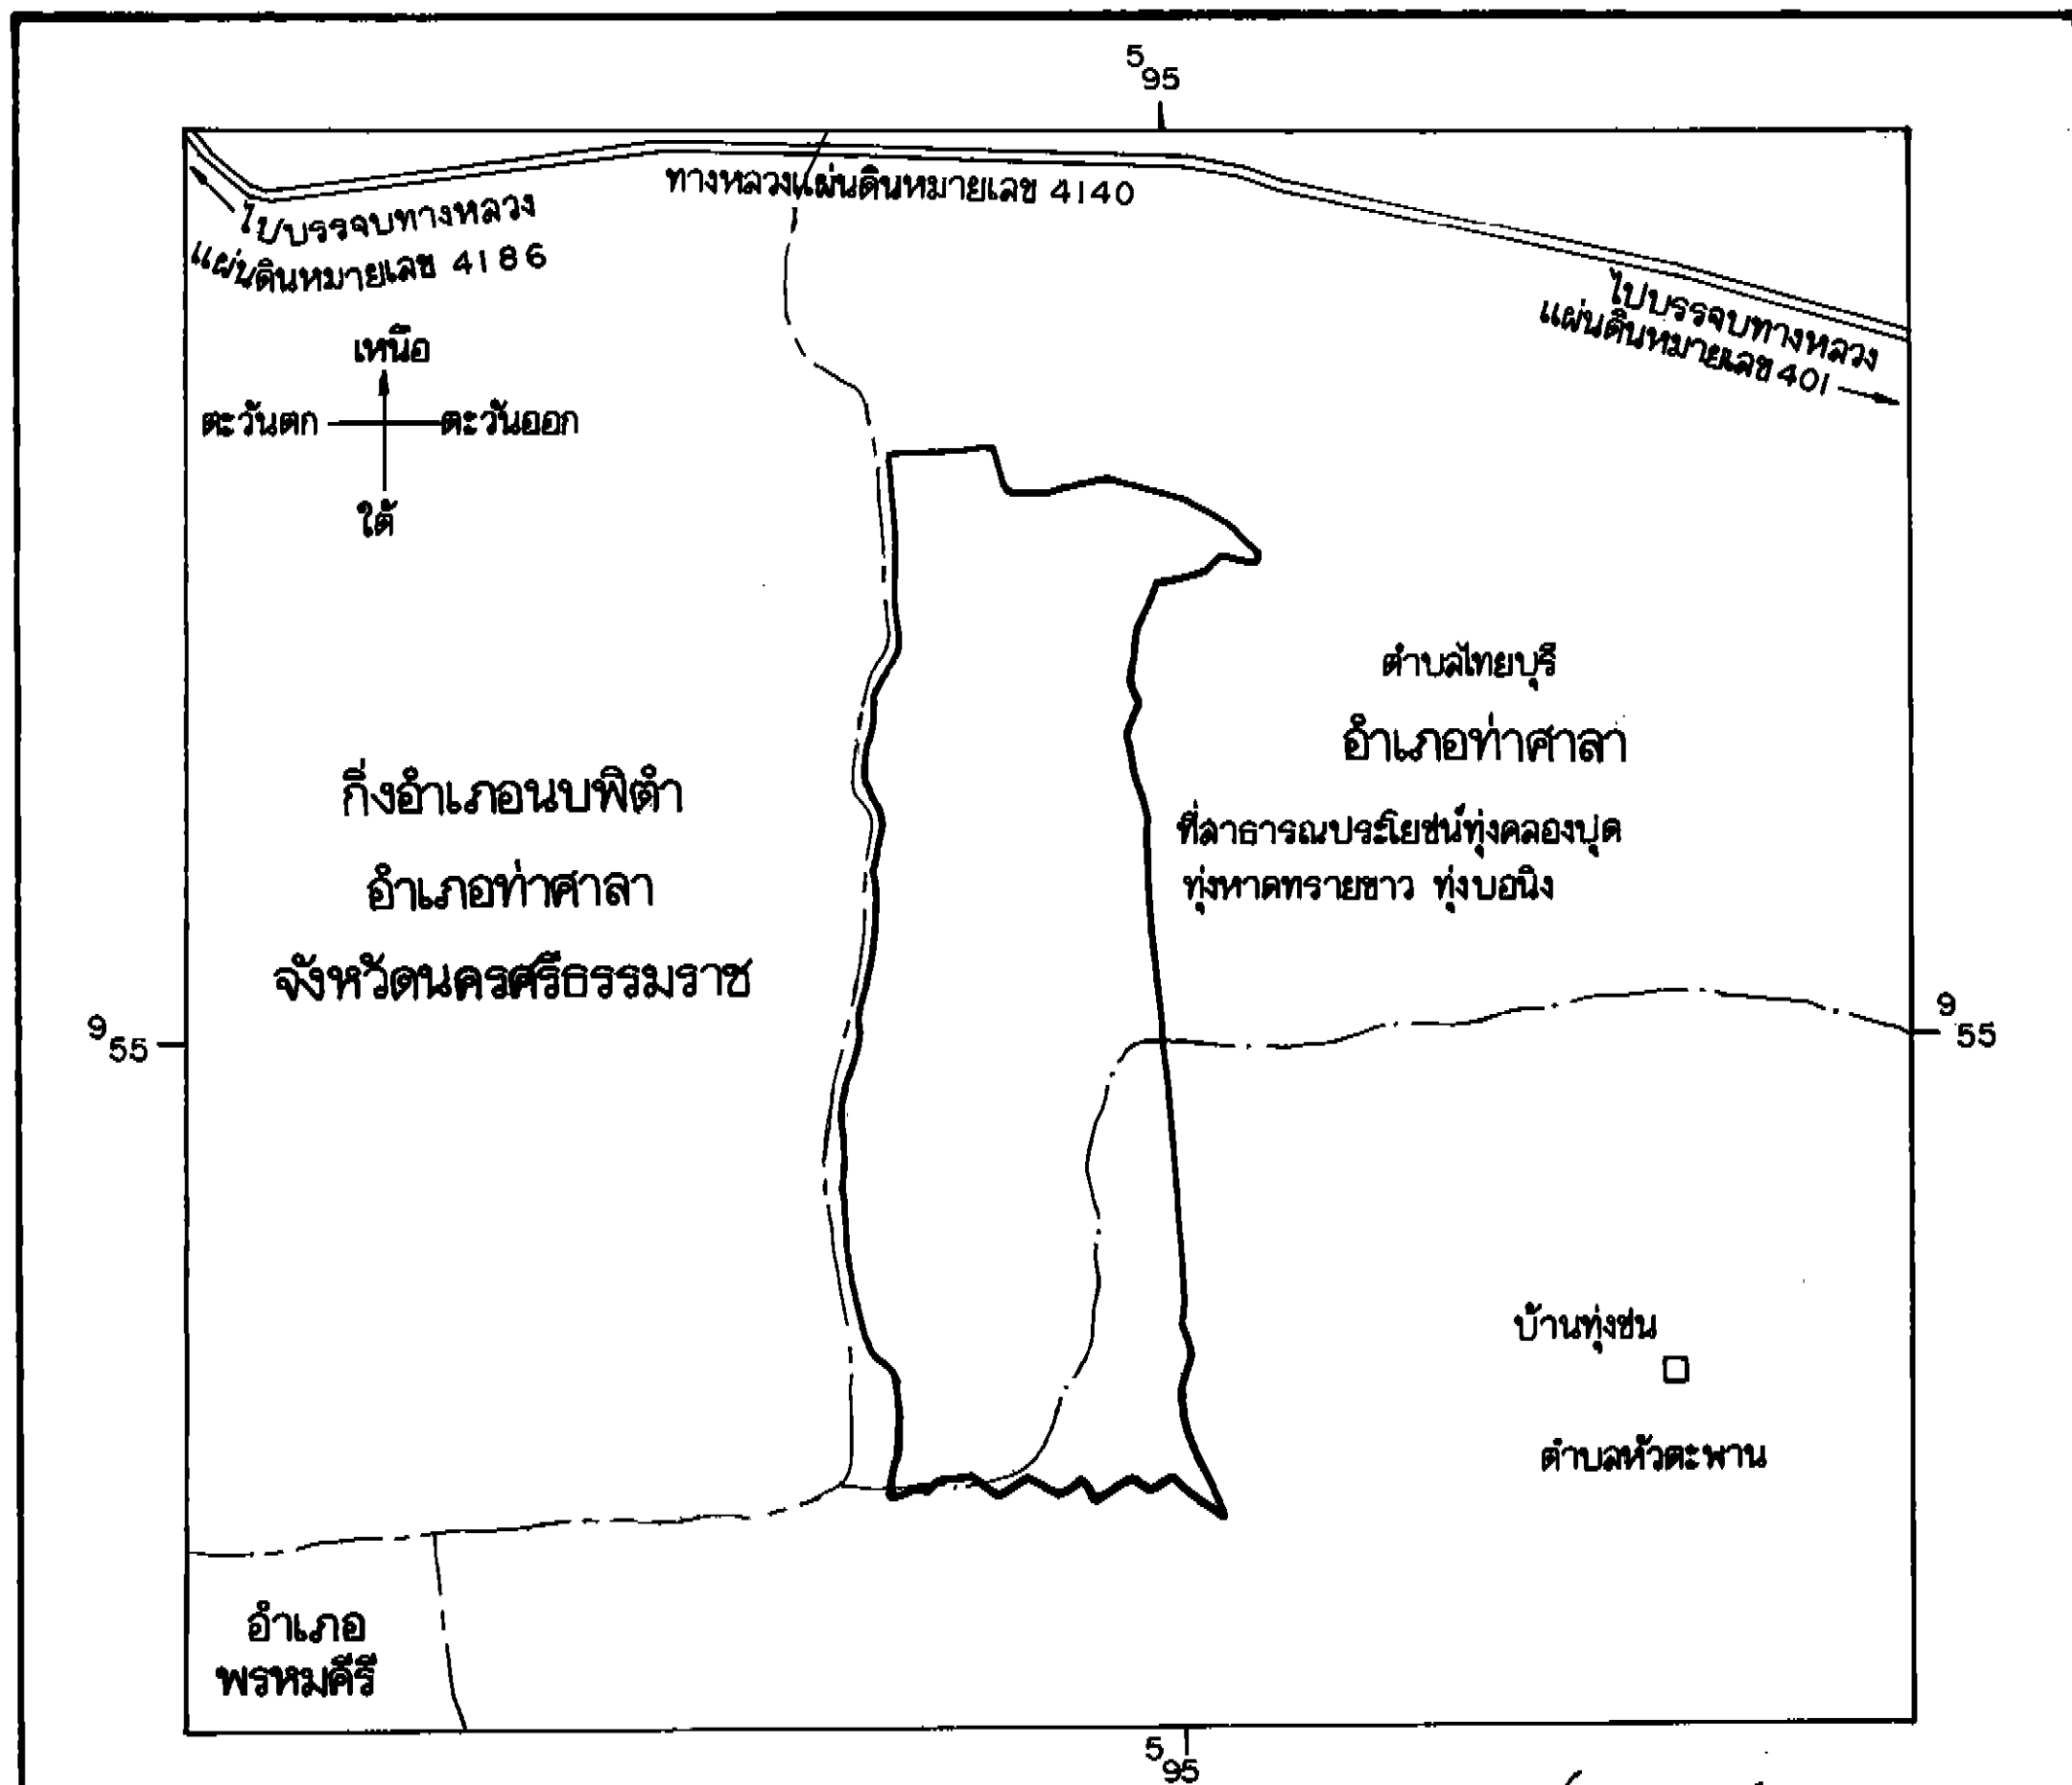 5
95
ทางหลวงแผ่นดินหมายเลข 4140
ไปบรรจบทางหลวง
แผ่นดินหมายเลข 4186
ไปบรรจบทางหลวง
แผ่นดินหมายเลข 401
เหนือ
ตะวันตก
ตะวันออก
ใต้
ตำบลไทยบุรี
อำเภอท่าศาลา
กิ่งอำเภอนบพิตำ
อำเภอท่าศาลา
จังหวัดนครศรีธรรมราช
ที่สาธารณประโยชน์ทุ่งคลองปุด
ทุ่งหาดทรายขาว ทุ่งบอนิง
9
55
9
55
บ้านทุ่งชน
ตำบลหัวตะพาน
อำเภอ
พรหมคีรี
5
95